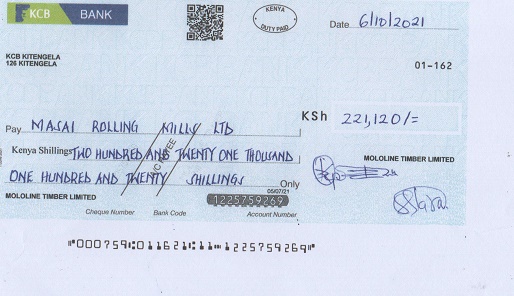 KCB BANK
KENYA
DUTY PAID
Date 6/10/2021
KCB KITENGELA
126 KITENGELA
01-162
Pay MASAI ROLLING MILLS LTD
KSh 221,120/=
A/C PAYEE
Kenya Shillings TWO HUNDRED AND TWENTY ONE THOUSAND
MOLOLINE TIMBER LIMITED
ONE HUNDRED AND TWENTY SHILLINGS Only
05/07/21
MOLOLINE TIMBER LIMITED
1225759269
Cheque Number Bank Code Account Number
⑈000759⑆01162⑆11⑉1225759269⑈